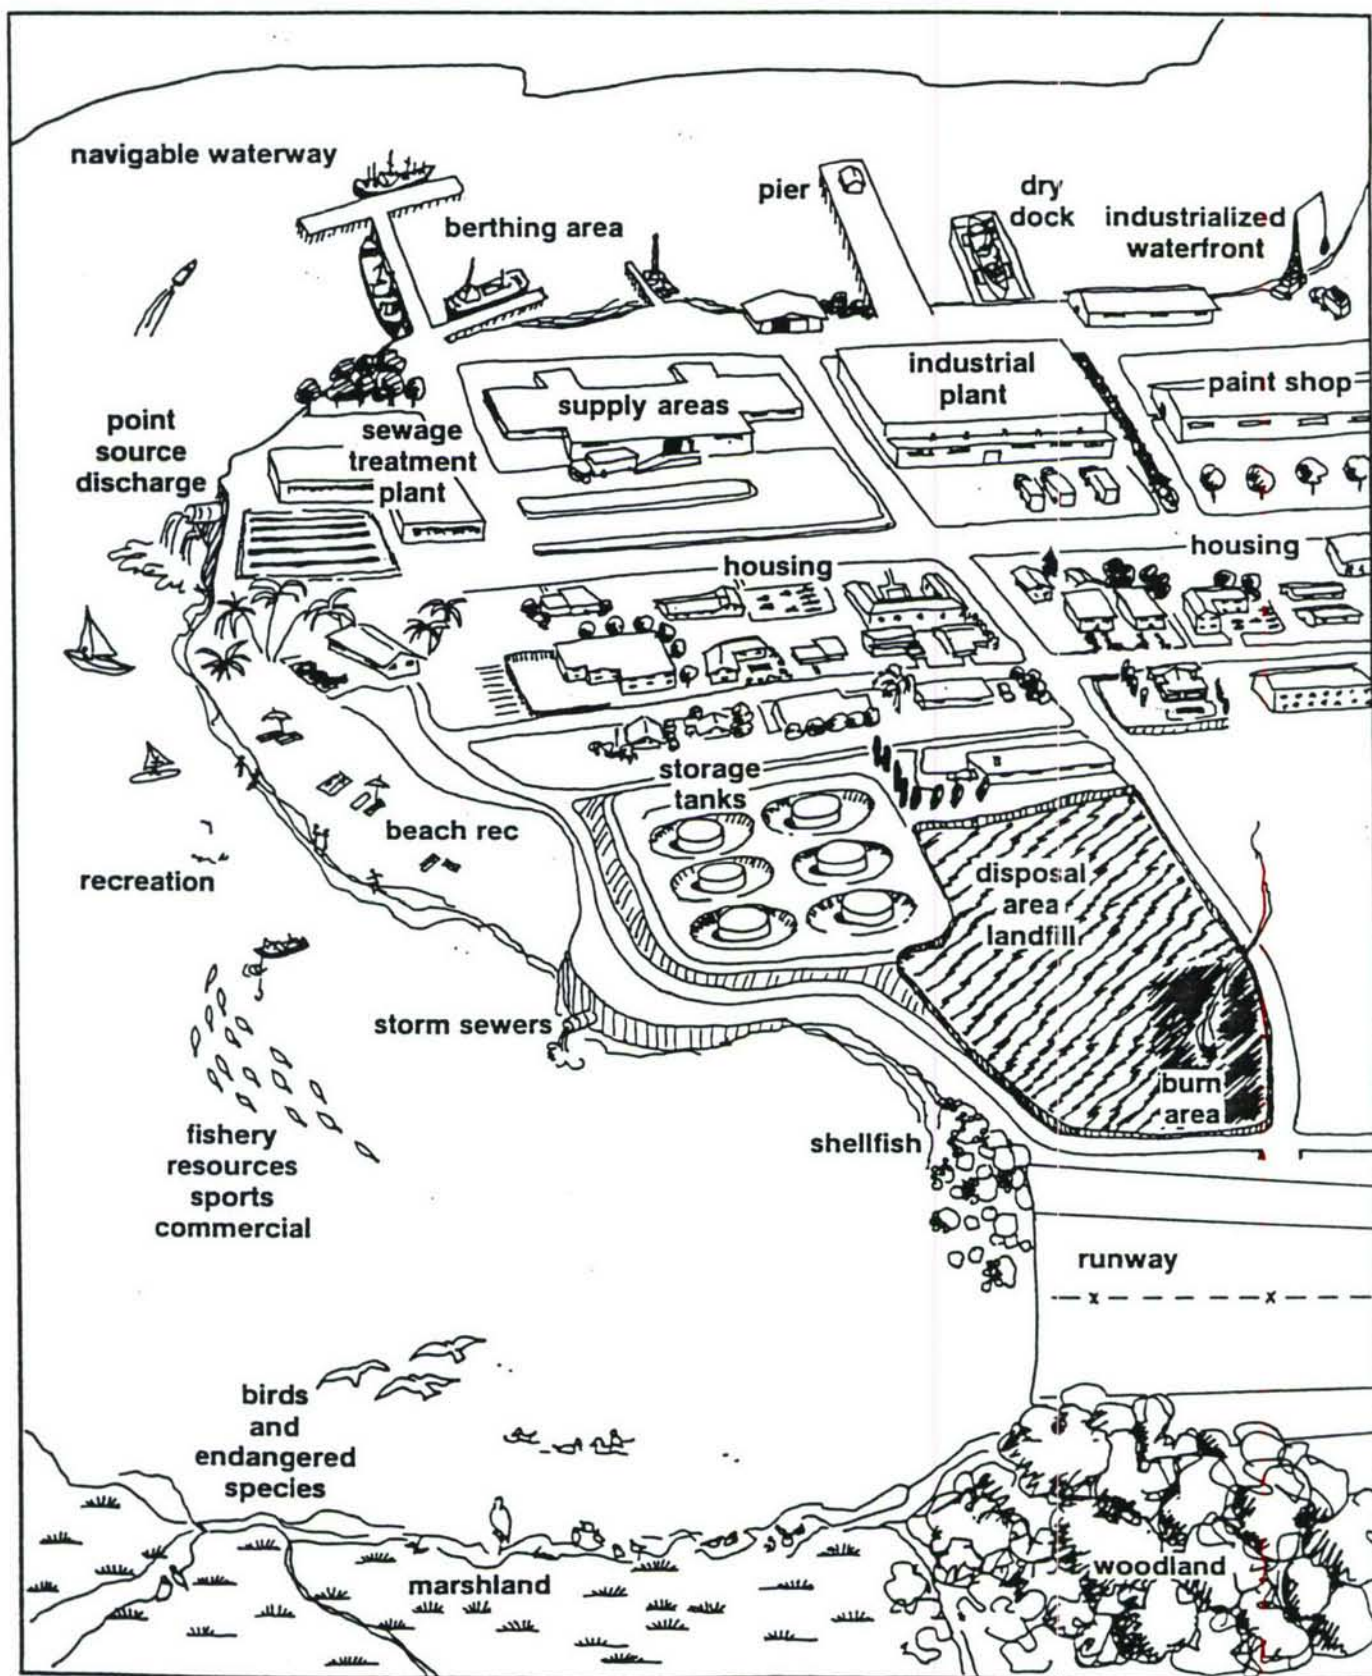 navigable waterway
berthing area
pier
dry
dock
industrialized
waterfront
point
source
discharge
sewage
treatment
plant
supply areas
industrial
plant
paint shop
housing
housing
storage
tanks
beach rec
recreation
disposal
area
landfill
storm sewers
burn
area
fishery
resources
sports
commercial
shellfish
runway
x
x
birds
and
endangered
species
marshland
woodland